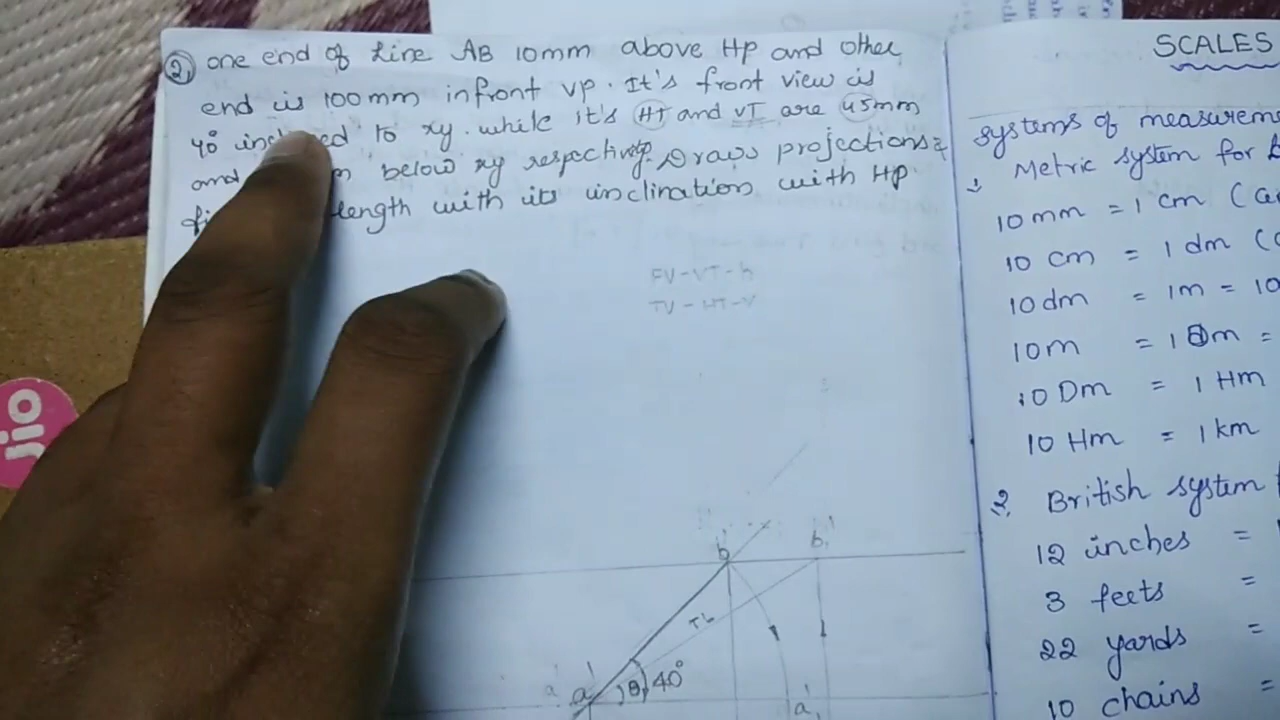 2) one end of Line AB 10mm above Hp and other
end is 100mm infront vp. It's front view is
40° inclined to xy. while it's HT and VT are 45mm
and below xy respectively. Draw projections &
length with its inclination with HP.
FV-VT-h
TV-HT-V
b'
b₁'
TL
a'
a'
θ, 40°
a₁'
SCALES
systems of measureme
1. Metric system for
10 mm = 1 cm
10 cm = 1 dm
10 dm = 1m = 10
10m = 1 Dm =
10 Dm = 1 Hm
10 Hm = 1 km
2. British system
12 inches =
3 feets =
22 yards =
10 chains =
jio